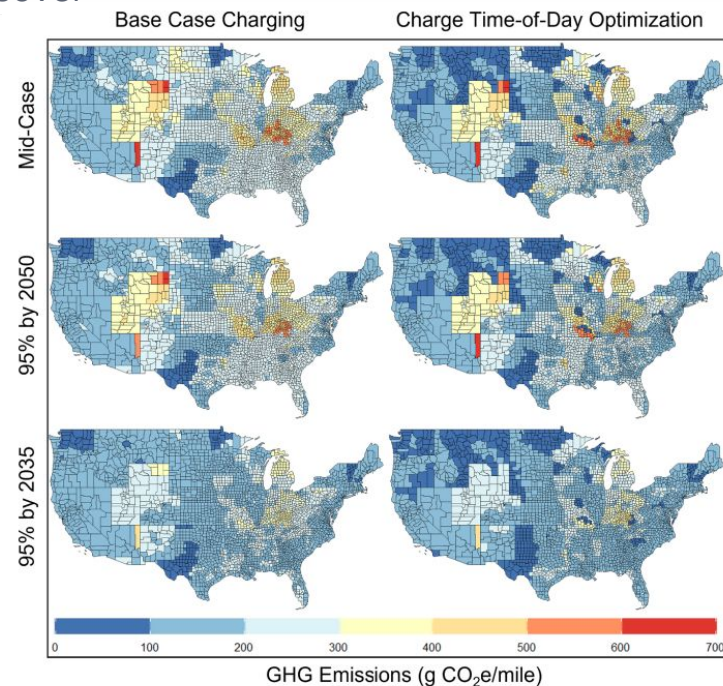 Base Case Charging
Charge Time-of-Day Optimization
Mid-Case
95% by 2050
95% by 2035
0 100 200 300 400 500 600 700
GHG Emissions (g CO₂e/mile)